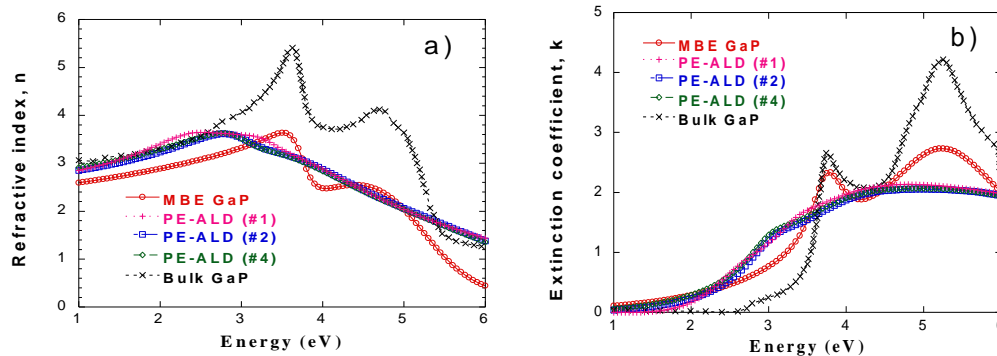 a)
6
5
4
3
2
1
0
Refractive index, n
MBE GaP
PE-ALD (#1)
PE-ALD (#2)
PE-ALD (#4)
Bulk GaP
1 2 3 4 5 6
Energy (eV)
b)
5
4
3
2
1
0
Extinction coefficient, k
MBE GaP
PE-ALD (#1)
PE-ALD (#2)
PE-ALD (#4)
Bulk GaP
1 2 3 4 5 6
Energy (eV)